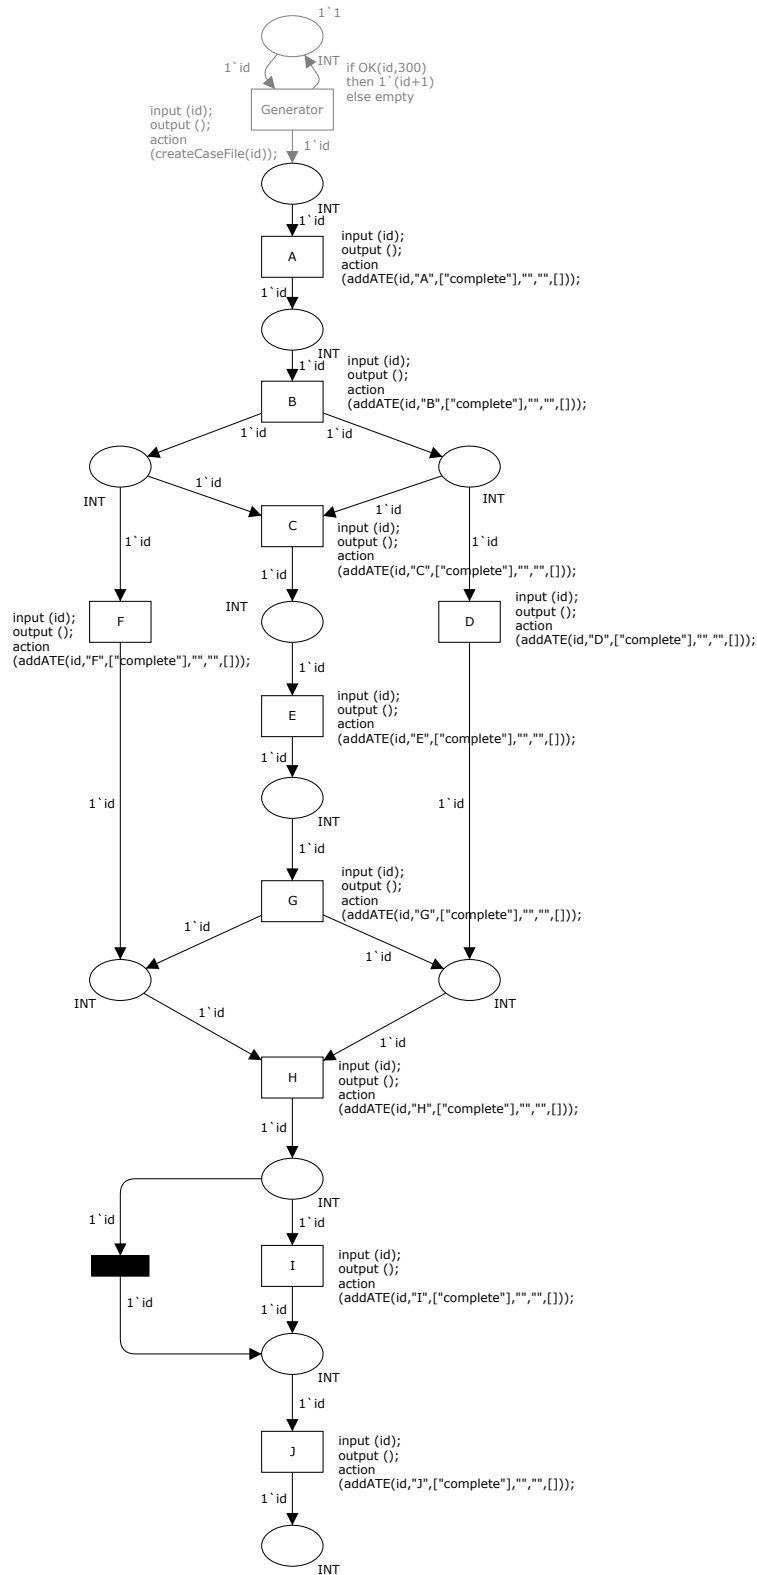 1`1
1`id
INT
if OK(id,300)
then 1`(id+1)
else empty
Generator
input (id);
output ();
action
(createCaseFile(id));
1`id
INT
1`id
A
input (id);
output ();
action
(addATE(id,"A",["complete"],"","",[]));
1`id
INT
1`id
B
input (id);
output ();
action
(addATE(id,"B",["complete"],"","",[]));
1`id
1`id
INT
1`id
1`id
INT
C
input (id);
output ();
action
(addATE(id,"C",["complete"],"","",[]));
1`id
1`id
1`id
INT
F
input (id);
output ();
action
(addATE(id,"F",["complete"],"","",[]));
D
input (id);
output ();
action
(addATE(id,"D",["complete"],"","",[]));
1`id
E
input (id);
output ();
action
(addATE(id,"E",["complete"],"","",[]));
1`id
1`id
1`id
INT
1`id
G
input (id);
output ();
action
(addATE(id,"G",["complete"],"","",[]));
1`id
1`id
INT
INT
1`id
1`id
H
input (id);
output ();
action
(addATE(id,"H",["complete"],"","",[]));
1`id
INT
1`id
1`id
I
input (id);
output ();
action
(addATE(id,"I",["complete"],"","",[]));
1`id
1`id
INT
1`id
J
input (id);
output ();
action
(addATE(id,"J",["complete"],"","",[]));
1`id
INT